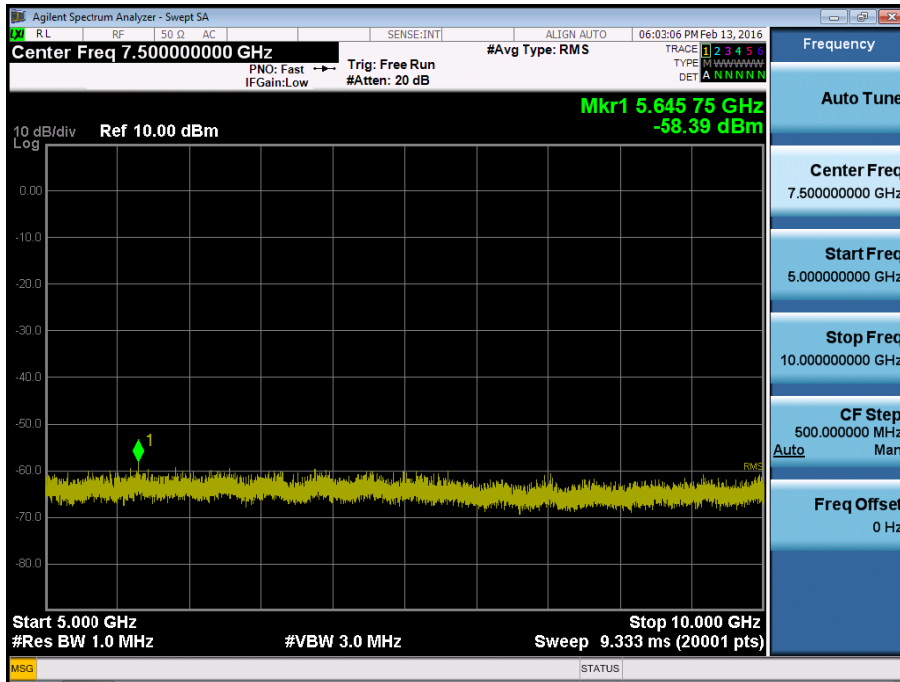 Agilent Spectrum Analyzer - Swept SA
LXI RL RF 50 Ω AC SENSE:INT ALIGN AUTO 06:03:06 PM Feb 13, 2016
Center Freq 7.500000000 GHz
PNO: Fast
IFGain:Low
Trig: Free Run
#Atten: 20 dB
#Avg Type: RMS
TRACE 1 2 3 4 5 6
TYPE M WWWWW
DET A N N N N N
Mkr1 5.645 75 GHz
-58.39 dBm
10 dB/div Ref 10.00 dBm
Log
0.00
-10.0
-20.0
-30.0
-40.0
-50.0
1
-60.0
RMS
-70.0
-80.0
Start 5.000 GHz Stop 10.000 GHz
#Res BW 1.0 MHz #VBW 3.0 MHz Sweep 9.333 ms (20001 pts)
MSG STATUS
Frequency
Auto Tune
Center Freq
7.500000000 GHz
Start Freq
5.000000000 GHz
Stop Freq
10.000000000 GHz
CF Step
500.000000 MHz
Auto Man
Freq Offset
0 Hz